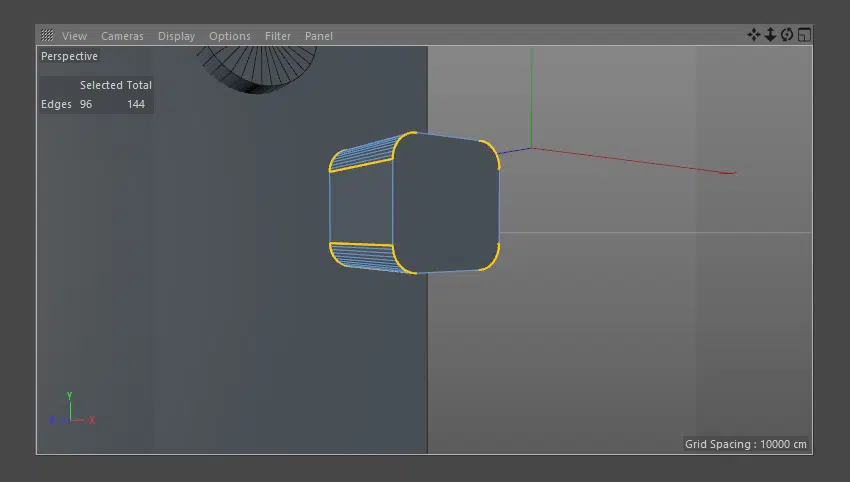 View Cameras Display Options Filter Panel
Perspective
Selected Total
Edges 96 144
Y
X
Grid Spacing : 10000 cm